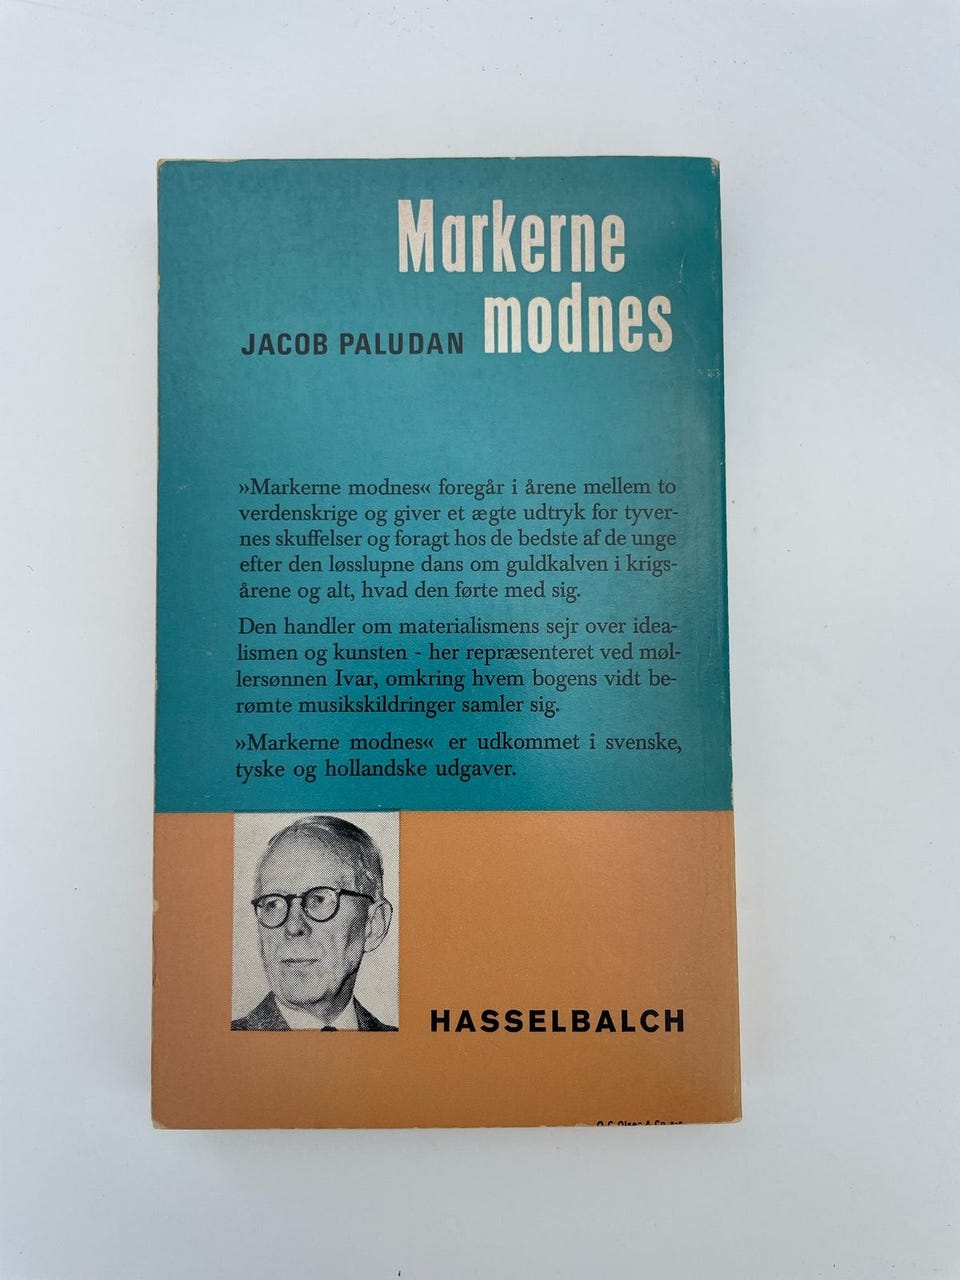 Markerne
modnes
JACOB PALUDAN
»Markerne modnes« foregår i årene mellem to
verdenskrige og giver et ægte udtryk for tyver-
nes skuffelser og foragt hos de bedste af de unge
efter den løsslupne dans om guldkalven i krigs-
årene og alt, hvad den førte med sig.
Den handler om materialismens sejr over idea-
lismen og kunsten - her repræsenteret ved møl-
lersønnen Ivar, omkring hvem bogens vidt be-
rømte musikskildringer samler sig.
»Markerne modnes« er udkommet i svenske,
tyske og hollandske udgaver.
HASSELBALCH
O. C. Olsen & Co.